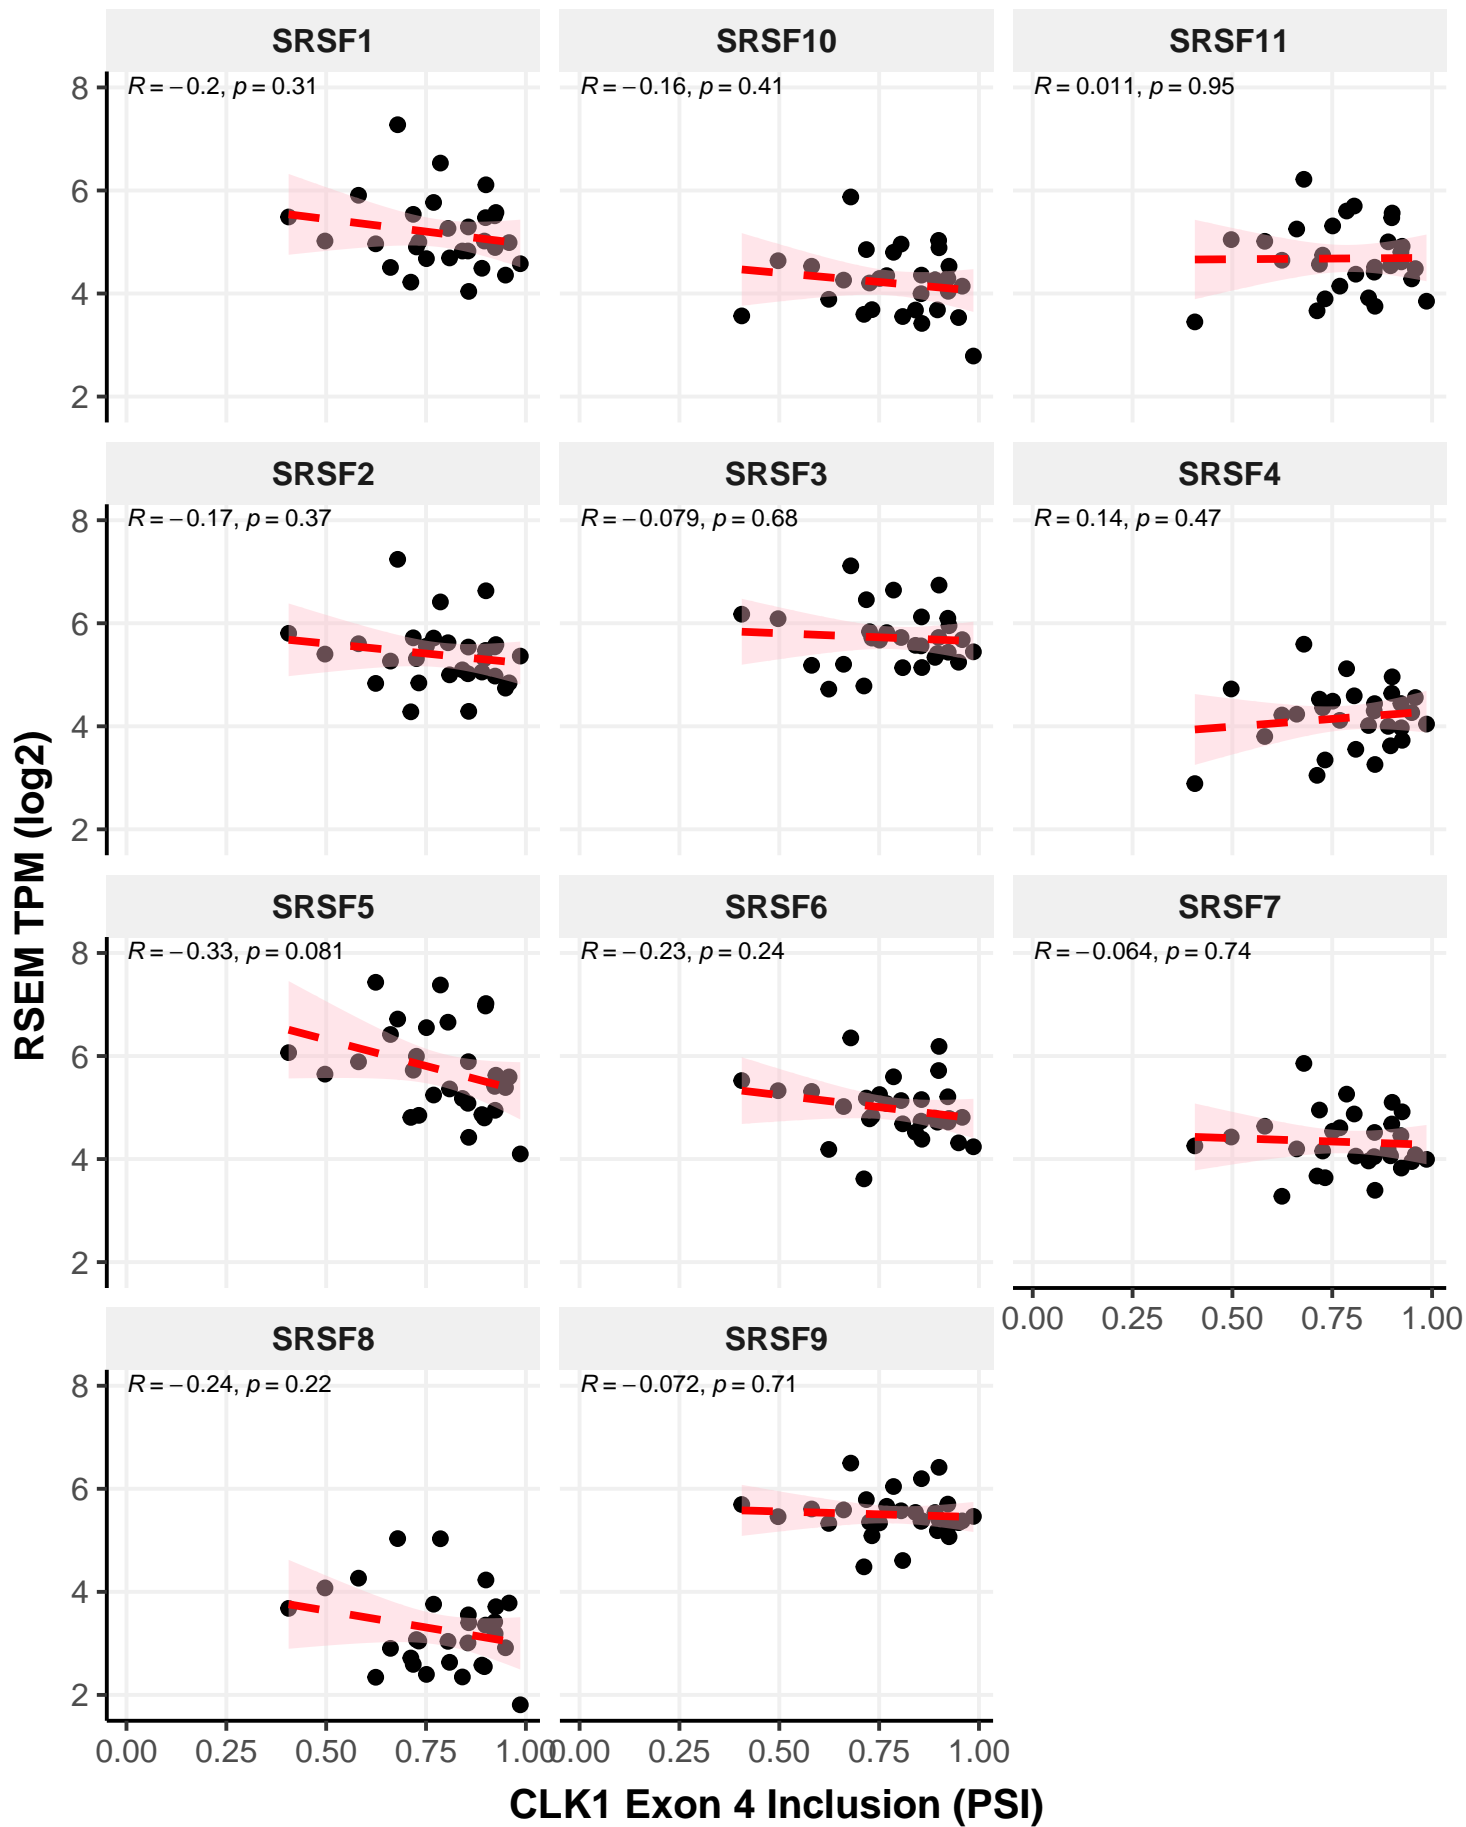 SRSF1 SRSF10 SRSF11
R = −0.2, p = 0.31 R = −0.16, p = 0.41 R = 0.011, p = 0.95
8
6
4
2
SRSF2 SRSF3 SRSF4
R = −0.17, p = 0.37 R = −0.079, p = 0.68 R = 0.14, p = 0.47
8
6
4
2
RSEM TPM (log2)
SRSF5 SRSF6 SRSF7
R = −0.33, p = 0.081 R = −0.23, p = 0.24 R = −0.064, p = 0.74
8
6
4
2
0.00 0.25 0.50 0.75 1.00
SRSF8 SRSF9
R = −0.24, p = 0.22 R = −0.072, p = 0.71
8
6
4
2
0.00 0.25 0.50 0.75 1.00 0.00 0.25 0.50 0.75 1.00
CLK1 Exon 4 Inclusion (PSI)